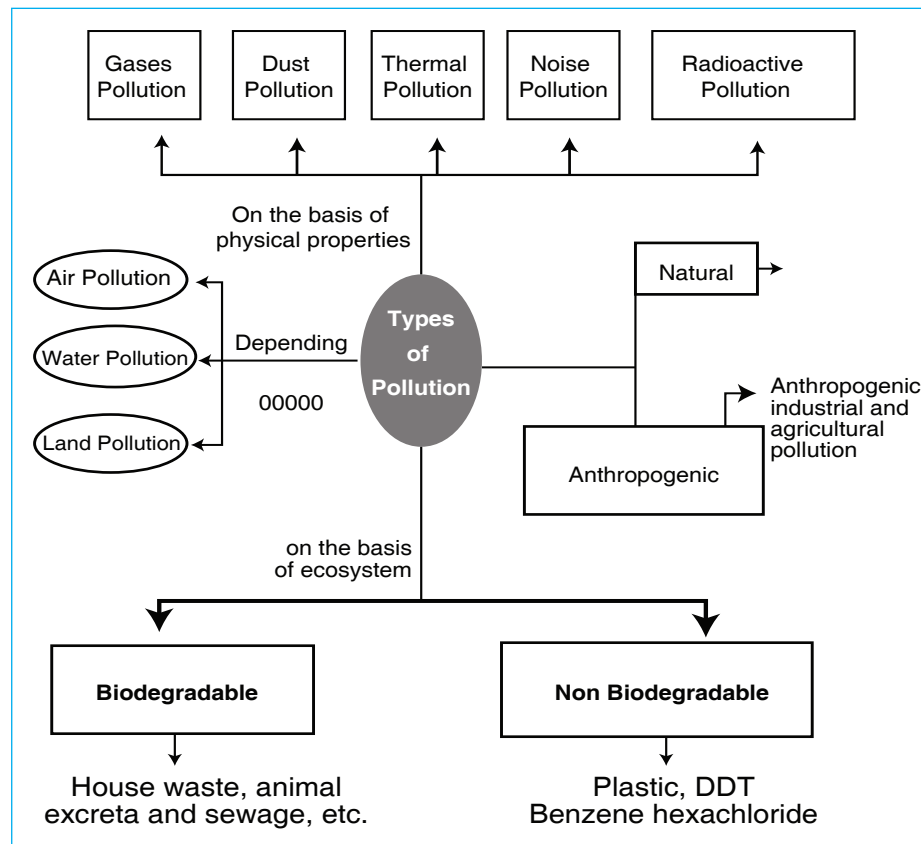 Gases
Pollution
Dust
Pollution
Thermal
Pollution
Noise
Pollution
Radioactive
Pollution
On the basis of
physical properties
Air Pollution
Water Pollution
Land Pollution
Depending
00000
Types
of
Pollution
Natural
Anthropogenic
industrial and
agricultural
pollution
Anthropogenic
on the basis
of ecosystem
Biodegradable
Non Biodegradable
House waste, animal
excreta and sewage, etc.
Plastic, DDT
Benzene hexachloride